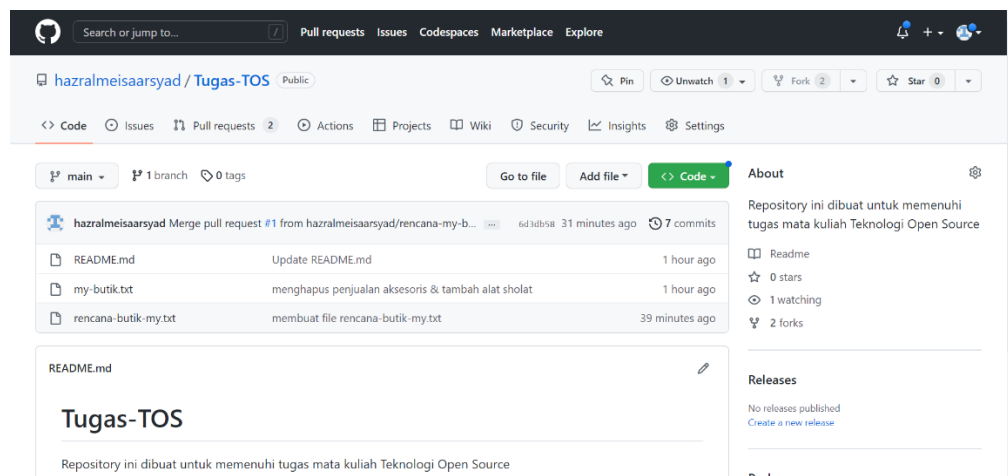 Search or jump to... / Pull requests Issues Codespaces Marketplace Explore
hazralmeisaarsyad / Tugas-TOS Public Pin Unwatch 1 Fork 2 Star 0
<> Code Issues Pull requests 2 Actions Projects Wiki Security Insights Settings
main 1 branch 0 tags Go to file Add file <> Code
hazralmeisaarsyad Merge pull request #1 from hazralmeisaarsyad/rencana-my-b... ... 6d3db58 31 minutes ago 7 commits
README.md Update README.md 1 hour ago
my-butik.txt menghapus penjualan aksesoris & tambah alat sholat 1 hour ago
rencana-butik-my.txt membuat file rencana-butik-my.txt 39 minutes ago
README.md
Tugas-TOS
Repository ini dibuat untuk memenuhi tugas mata kuliah Teknologi Open Source
About
Repository ini dibuat untuk memenuhi
tugas mata kuliah Teknologi Open Source
Readme
0 stars
1 watching
2 forks
Releases
No releases published
Create a new release